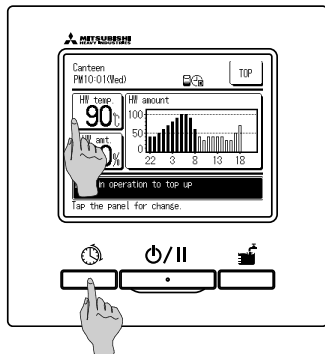 MITSUBISHI
HEAVY INDUSTRIES
Canteen
PM10:01(Wed)
TOP
HW temp.
90℃
HW amount
100
50
0
22 3 8 13 18
HW amt.
0%
in operation to top up
Tap the panel for change.